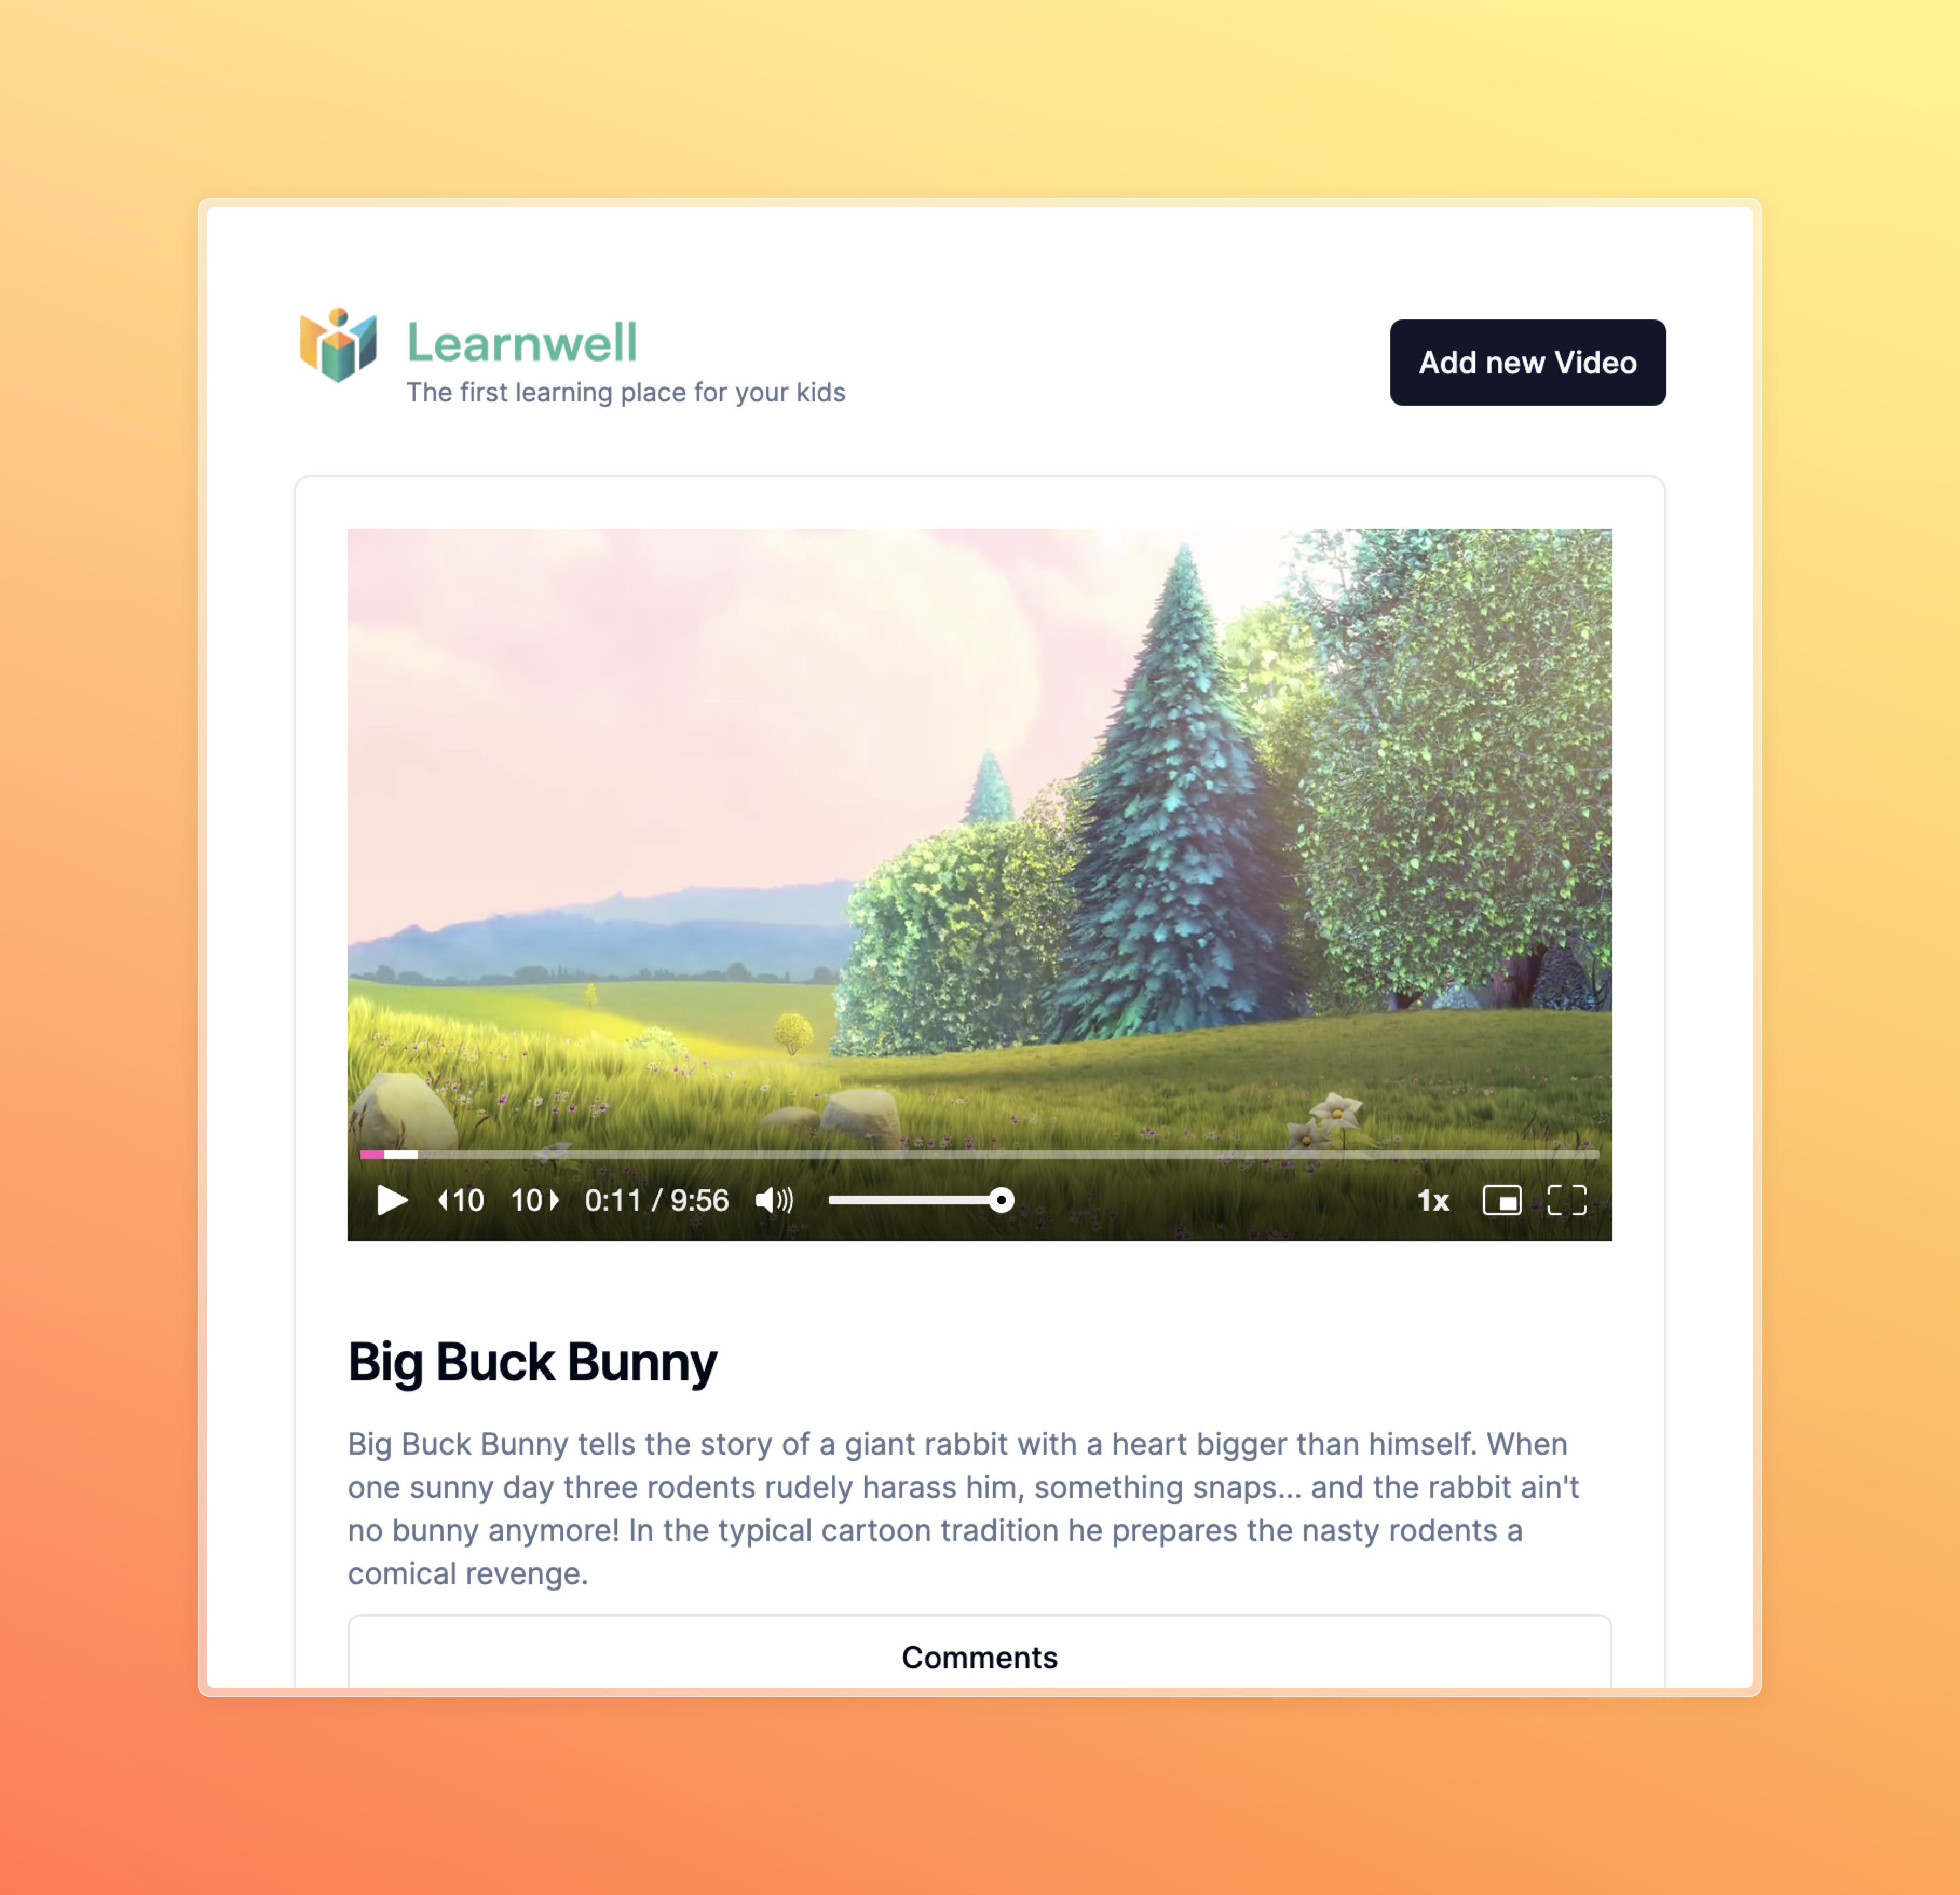 Learnwell
The first learning place for your kids
Add new Video
10 10 0:11 / 9:56 1x
Big Buck Bunny
Big Buck Bunny tells the story of a giant rabbit with a heart bigger than himself. When
one sunny day three rodents rudely harass him, something snaps... and the rabbit ain't
no bunny anymore! In the typical cartoon tradition he prepares the nasty rodents a
comical revenge.
Comments